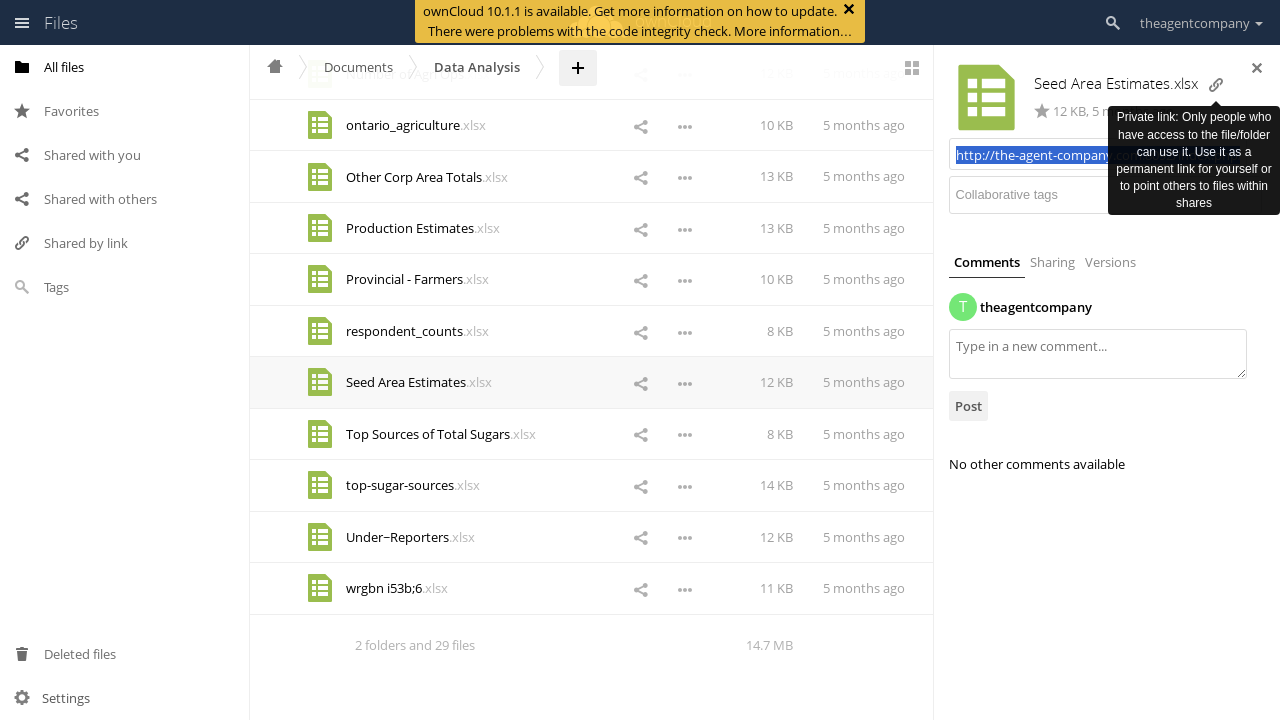 Files
ownCloud 10.1.1 is available. Get more information on how to update.
There were problems with the code integrity check. More information…
theagentcompany
All files
Favorites
Shared with you
Shared with others
Shared by link
Tags
Deleted files
Settings
Documents
Data Analysis
ontario_agriculture.xlsx 10 KB 5 months ago
Other Corp Area Totals.xlsx 13 KB 5 months ago
Production Estimates.xlsx 13 KB 5 months ago
Provincial - Farmers.xlsx 10 KB 5 months ago
respondent_counts.xlsx 8 KB 5 months ago
Seed Area Estimates.xlsx 12 KB 5 months ago
Top Sources of Total Sugars.xlsx 8 KB 5 months ago
top-sugar-sources.xlsx 14 KB 5 months ago
Under~Reporters.xlsx 12 KB 5 months ago
wrgbn i53b;6.xlsx 11 KB 5 months ago
2 folders and 29 files 14.7 MB
Seed Area Estimates.xlsx
12 KB, 5 m
Private link: Only people who
have access to the file/folder
can use it. Use it as a
permanent link for yourself or
to point others to files within
shares
http://the-agent-company
Collaborative tags
Comments Sharing Versions
T theagentcompany
Type in a new comment...
Post
No other comments available